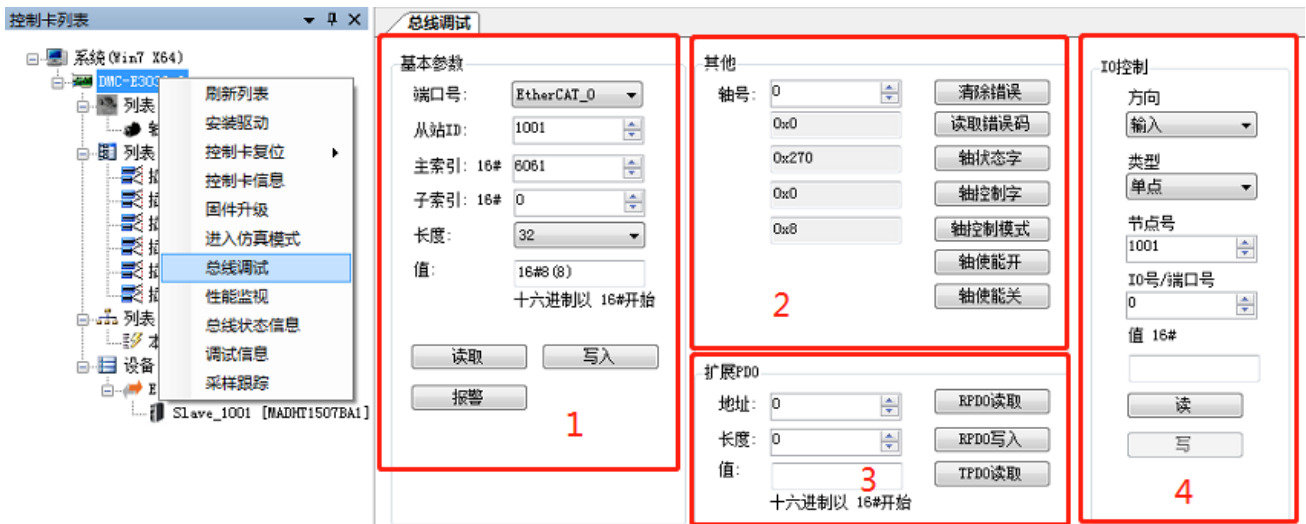 控制卡列表
系统(Win7 X64)
列表
列表
列表
设备
Slave_1001 [MADHT1507BA1]
刷新列表
安装驱动
控制卡复位
控制卡信息
固件升级
进入仿真模式
总线调试
性能监视
总线状态信息
调试信息
采样跟踪
总线调试
基本参数
端口号: EtherCAT_0
从站ID: 1001
主索引: 16# 6061
子索引: 16# 0
长度: 32
值: 16#8(8)
十六进制以 16#开始
读取 写入
报警
1
其他
轴号: 0 清除错误
0x0 读取错误码
0x270 轴状态字
0x0 轴控制字
0x8 轴控制模式
轴使能开
轴使能关
2
扩展PDO
地址: 0 RPDO读取
长度: 0 RPDO写入
值: TPDO读取
十六进制以 16#开始
3
IO控制
方向
输入
类型
单点
节点号
1001
IO号/端口号
0
值 16#
读
写
4